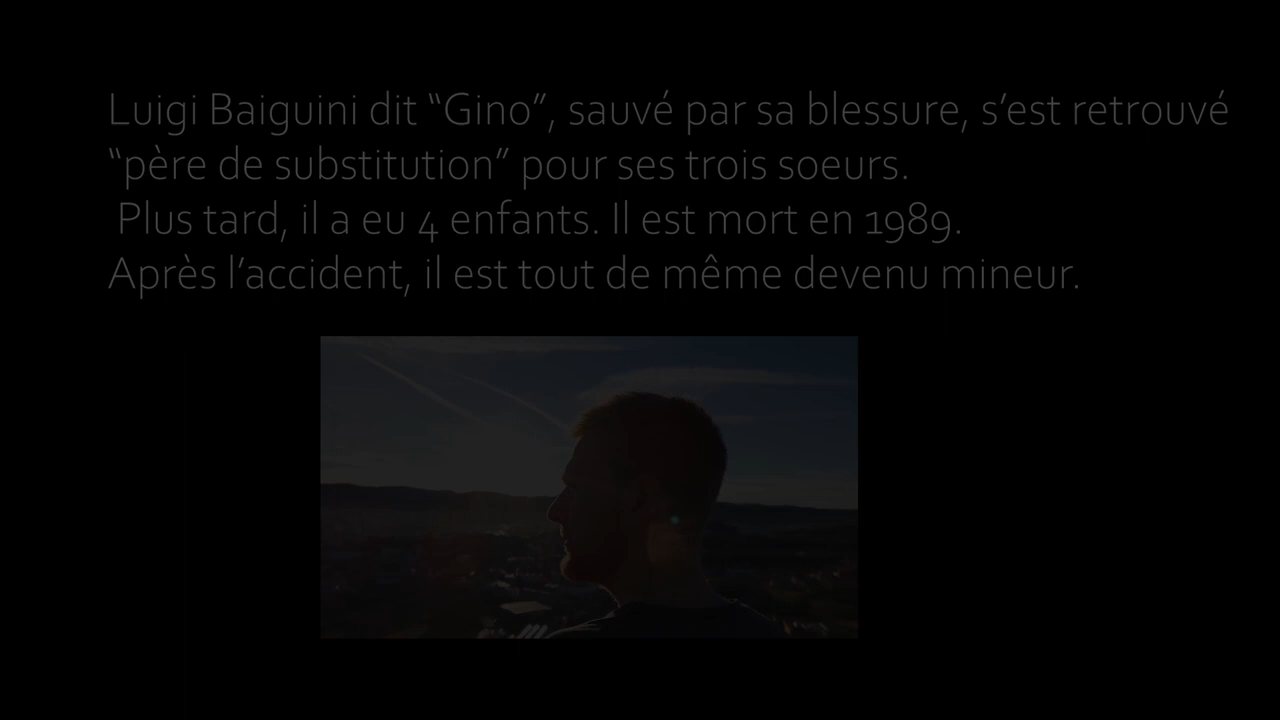 Luigi Baiguini dit “Gino”, sauvé par sa blessure, s’est retrouvé
“père de substitution” pour ses trois soeurs.
Plus tard, il a eu 4 enfants. Il est mort en 1989.
Après l’accident, il est tout de même devenu mineur.